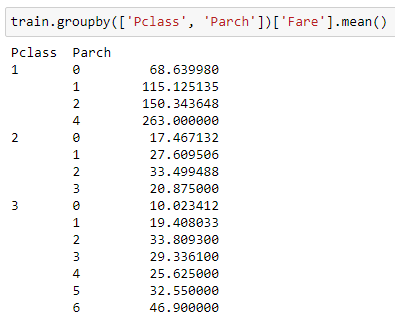 train.groupby(['Pclass', 'Parch'])['Fare'].mean()
Pclass  Parch
1       0         68.639980
        1        115.125135
        2        150.343648
        4        263.000000
2       0         17.467132
        1         27.609506
        2         33.499488
        3         20.875000
3       0         10.023412
        1         19.408033
        2         33.809300
        3         29.336100
        4         25.625000
        5         32.550000
        6         46.900000